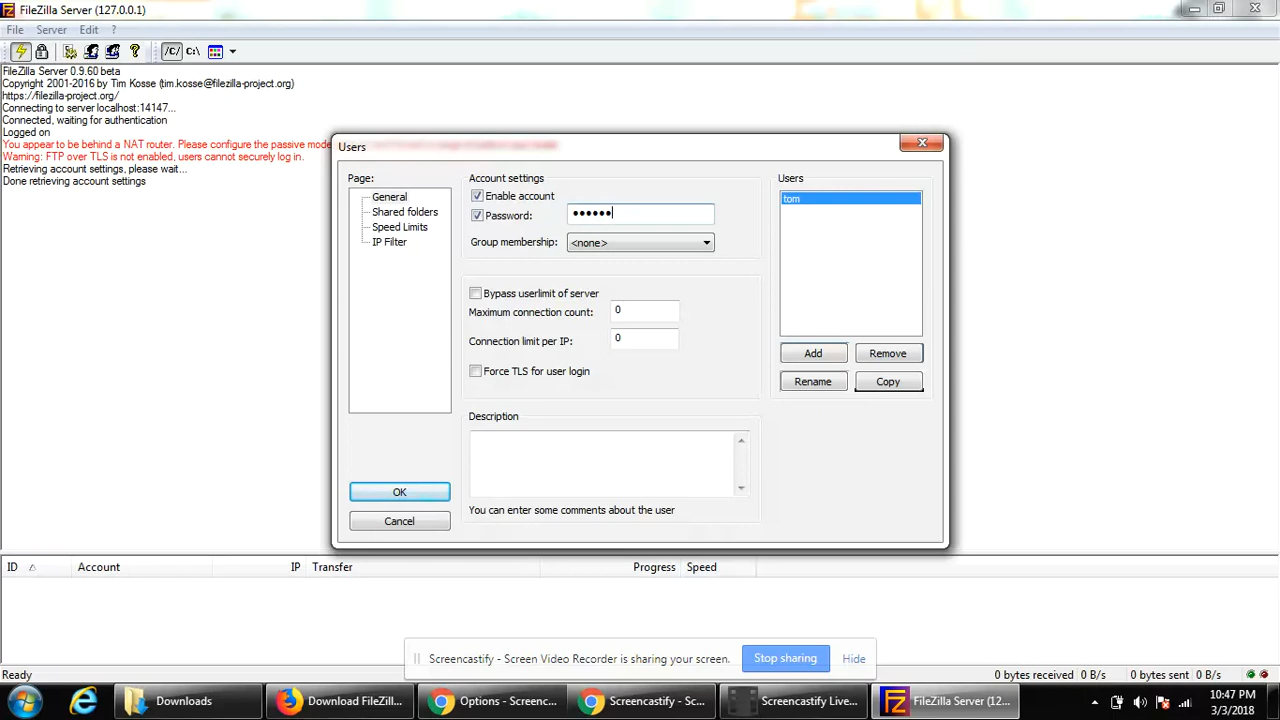 FileZilla Server (127.0.0.1)
File Server Edit ?
/C/ C:\
FileZilla Server 0.9.60 beta
Copyright 2001-2016 by Tim Kosse (tim.kosse@filezilla-project.org)
https://filezilla-project.org/
Connecting to server localhost:14147...
Connected, waiting for authentication
Logged on
You appear to be behind a NAT router. Please configure the passive mode
Warning: FTP over TLS is not enabled, users cannot securely log in.
Retrieving account settings, please wait...
Done retrieving account settings
Users
Page:
General
Shared folders
Speed Limits
IP Filter
OK
Cancel
Account settings
Enable account
Password: ••••••
Group membership: <none>
Bypass userlimit of server
Maximum connection count: 0
Connection limit per IP: 0
Force TLS for user login
Description
You can enter some comments about the user
Users
tom
Add Remove
Rename Copy
ID Account IP Transfer Progress Speed
Screencastify - Screen Video Recorder is sharing your screen. Stop sharing Hide
Ready 0 bytes received 0 B/s 0 bytes sent 0 B/s
Downloads Download FileZill... Options - Screenc... Screencastify - Sc... Screencastify Live... FileZilla Server (12... 10:47 PM
3/3/2018